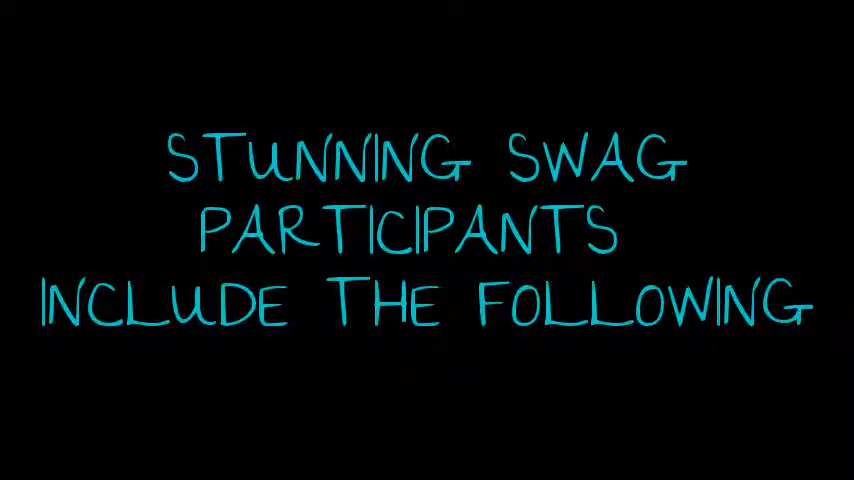 STUNNING SWAG
PARTICIPANTS
INCLUDE THE FOLLOWING